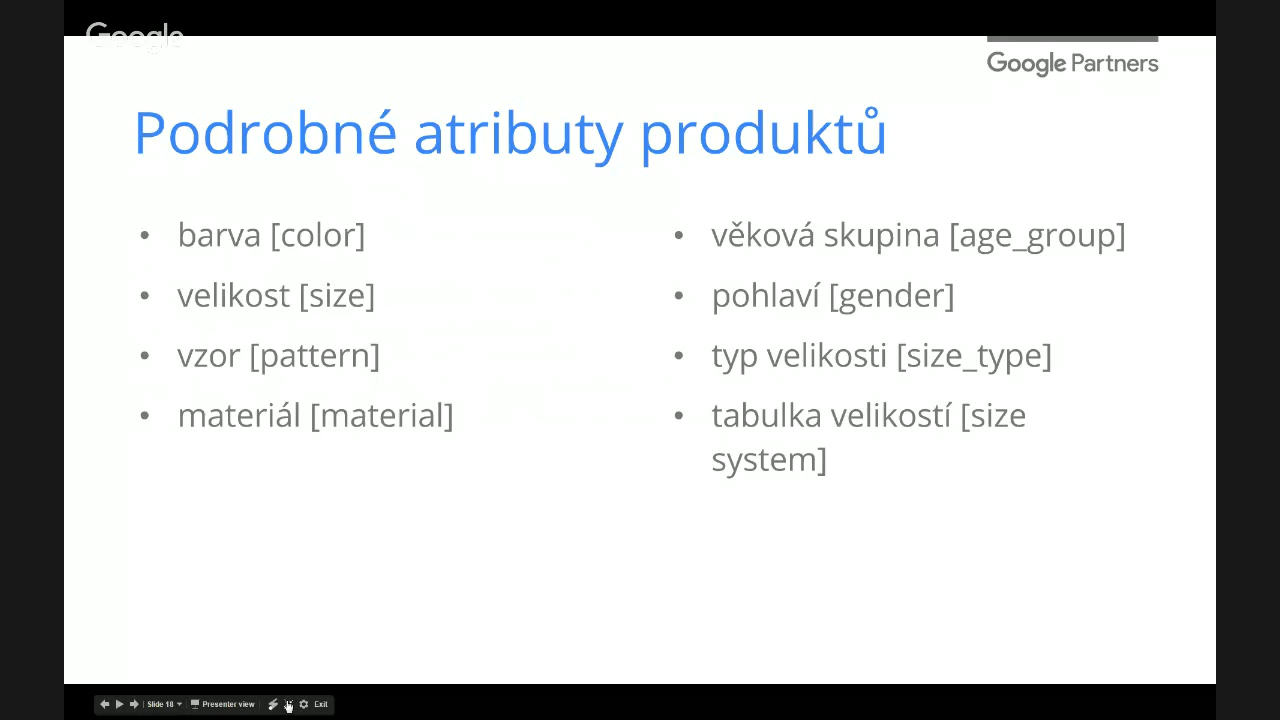 Google
Google Partners
Podrobné atributy produktů
• barva [color]
• velikost [size]
• vzor [pattern]
• materiál [material]
• věková skupina [age_group]
• pohlaví [gender]
• typ velikosti [size_type]
• tabulka velikostí [size
system]
Slide 18 Presenter view Exit